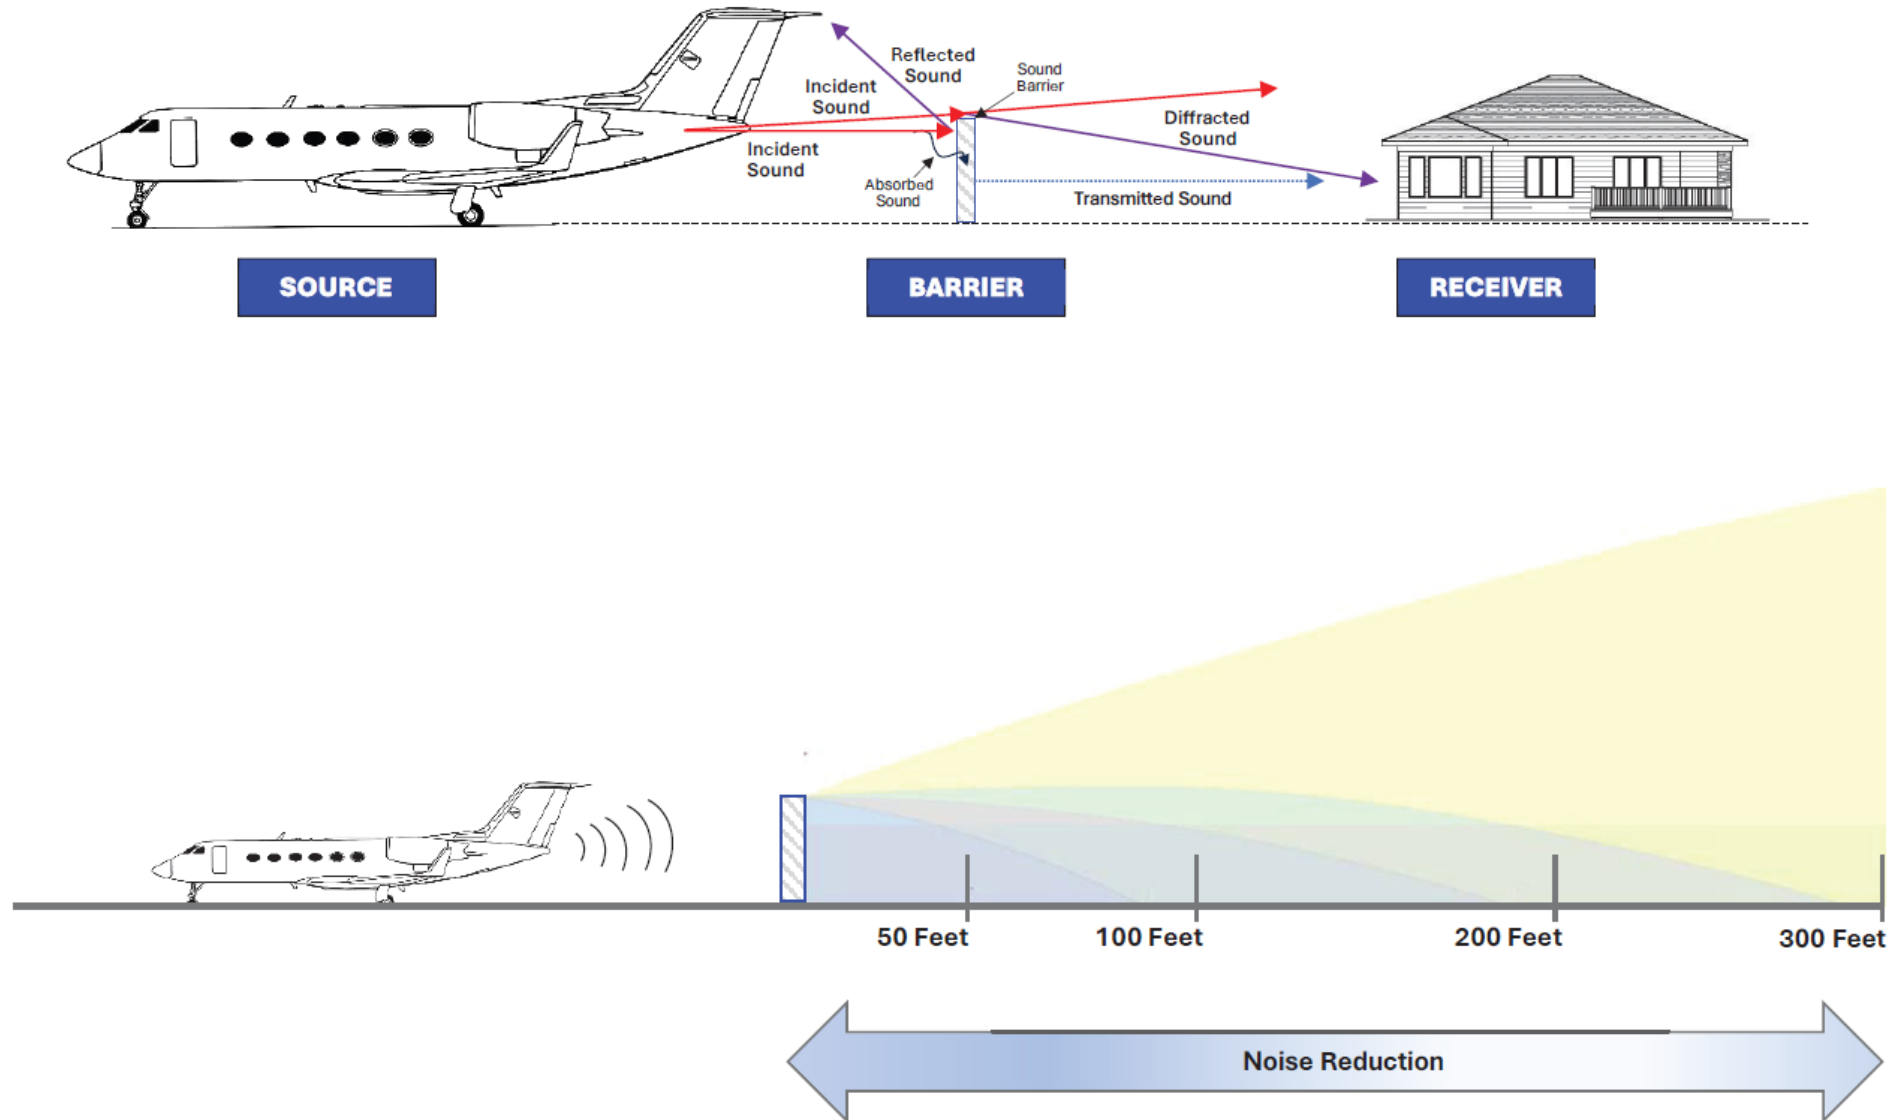 Reflected
Sound
Sound
Barrier
Incident
Sound
Diffracted
Sound
Incident
Sound
Absorbed
Sound
Transmitted Sound
SOURCE
BARRIER
RECEIVER
50 Feet
100 Feet
200 Feet
300 Feet
Noise Reduction